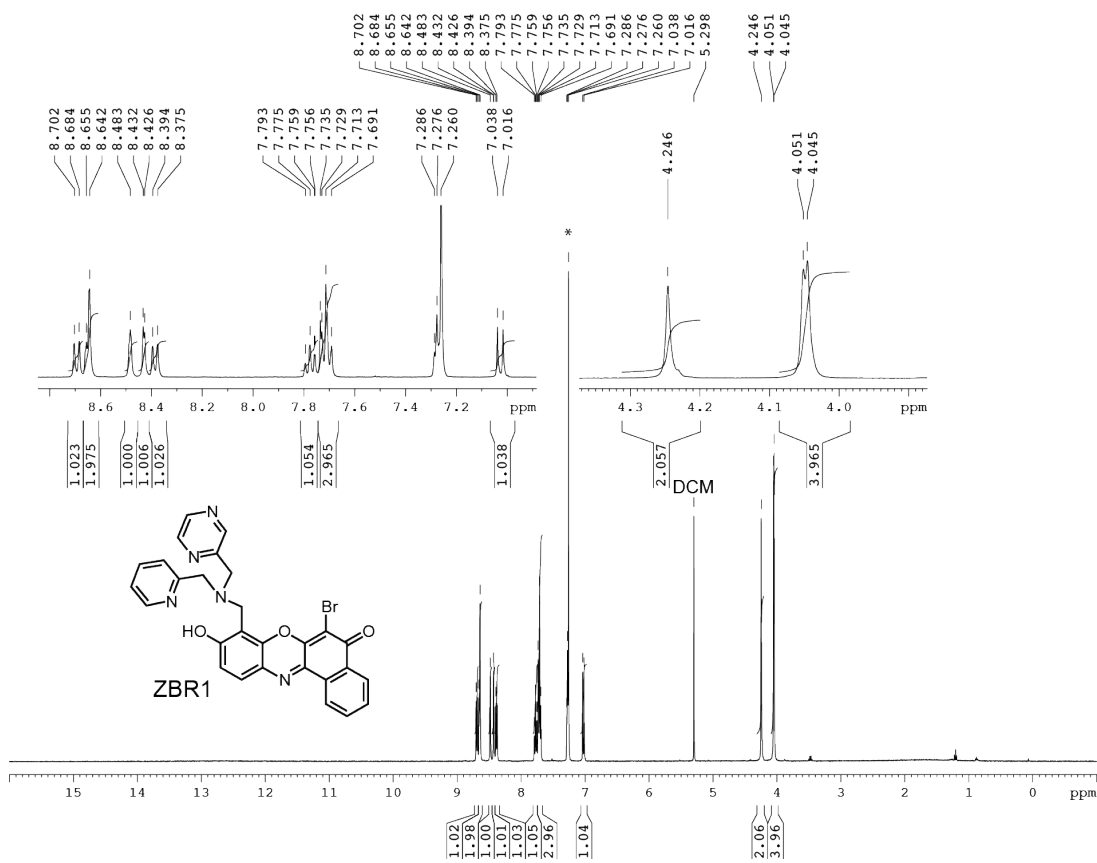 8.702 8.684 8.655 8.642 8.483 8.432 8.426 8.394 8.375 7.793 7.775 7.759 7.756 7.735 7.729 7.713 7.691 7.286 7.276 7.260 7.038 7.016 5.298 4.246 4.051 4.045
8.702 8.684 8.655 8.642 8.483 8.432 8.426 8.394 8.375 7.793 7.775 7.759 7.756 7.735 7.729 7.713 7.691 7.286 7.276 7.260 7.038 7.016 4.246 4.051 4.045
*
8.6 8.4 8.2 8.0 7.8 7.6 7.4 7.2 ppm
4.3 4.2 4.1 4.0 ppm
1.023 1.975 1.000 1.006 1.026 1.054 2.965 1.038 2.057 3.965
DCM
N
N
N
N
Br
HO
O
O
N
ZBR1
15 14 13 12 11 10 9 8 7 6 5 4 3 2 1 0 ppm
1.02 1.98 1.00 1.01 1.03 1.05 2.96 1.04 2.06 3.96